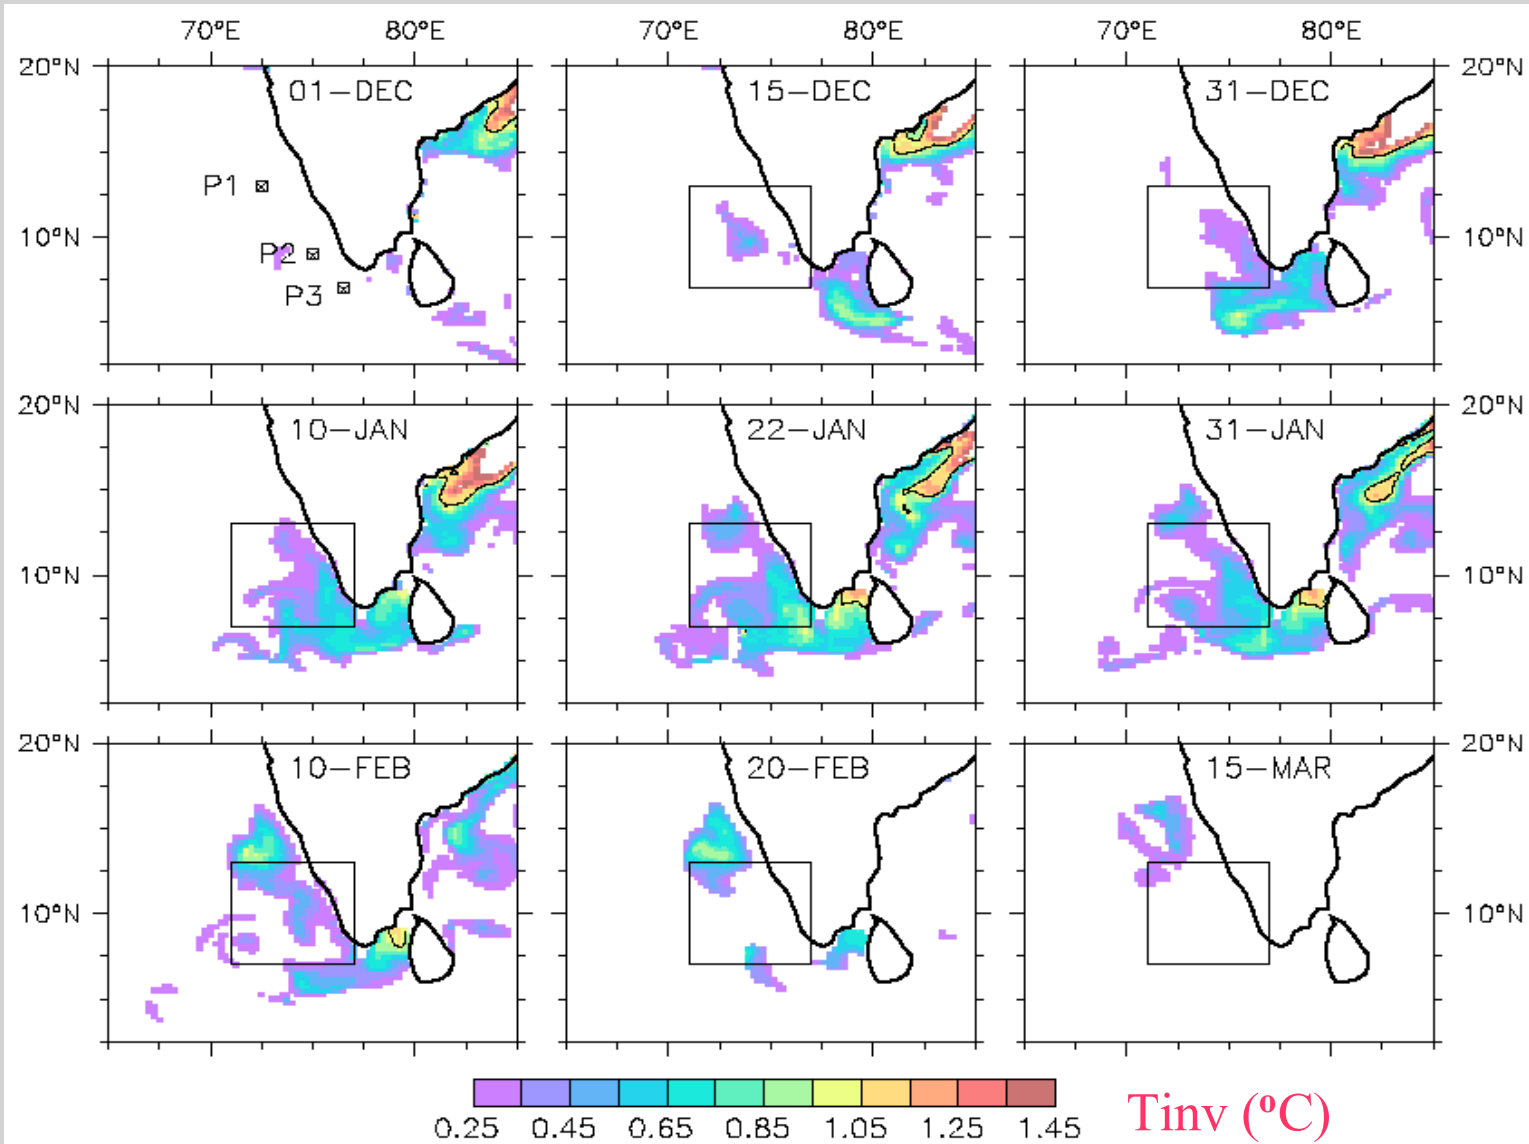 70°E 80°E 70°E 80°E 70°E 80°E
20°N 01-DEC 15-DEC 31-DEC 20°N
P1
10°N 10°N
P2
P3
20°N 10-JAN 22-JAN 31-JAN 20°N
10°N 10°N
20°N 10-FEB 20-FEB 15-MAR 20°N
10°N 10°N
0.25 0.45 0.65 0.85 1.05 1.25 1.45 Tinv (°C)